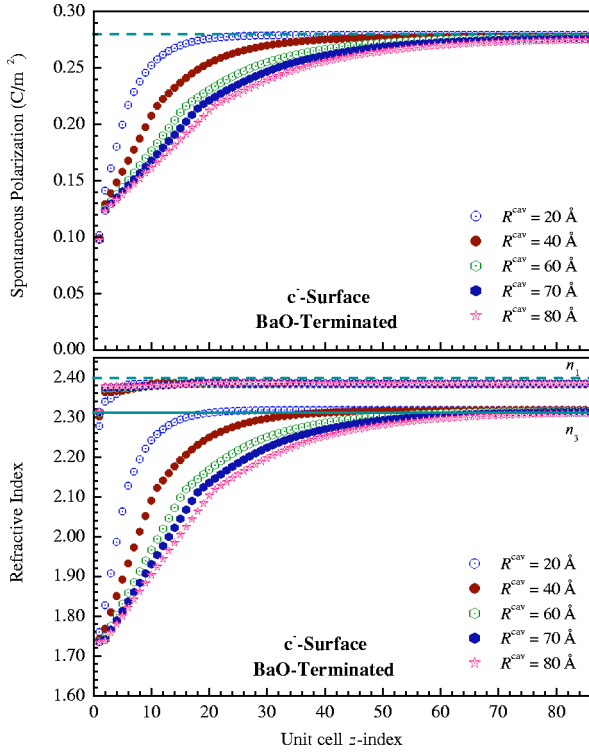 Spontaneous Polarization (C/m²)
0.30
0.25
0.20
0.15
0.10
0.05
0.00
R^cav = 20 Å
R^cav = 40 Å
R^cav = 60 Å
R^cav = 70 Å
R^cav = 80 Å
c⁻-Surface
BaO-Terminated
Refractive Index
2.40
2.30
2.20
2.10
2.00
1.90
1.80
1.70
1.60
n₁
n₃
R^cav = 20 Å
R^cav = 40 Å
R^cav = 60 Å
R^cav = 70 Å
R^cav = 80 Å
c⁻-Surface
BaO-Terminated
0 10 20 30 40 50 60 70 80
Unit cell z-index